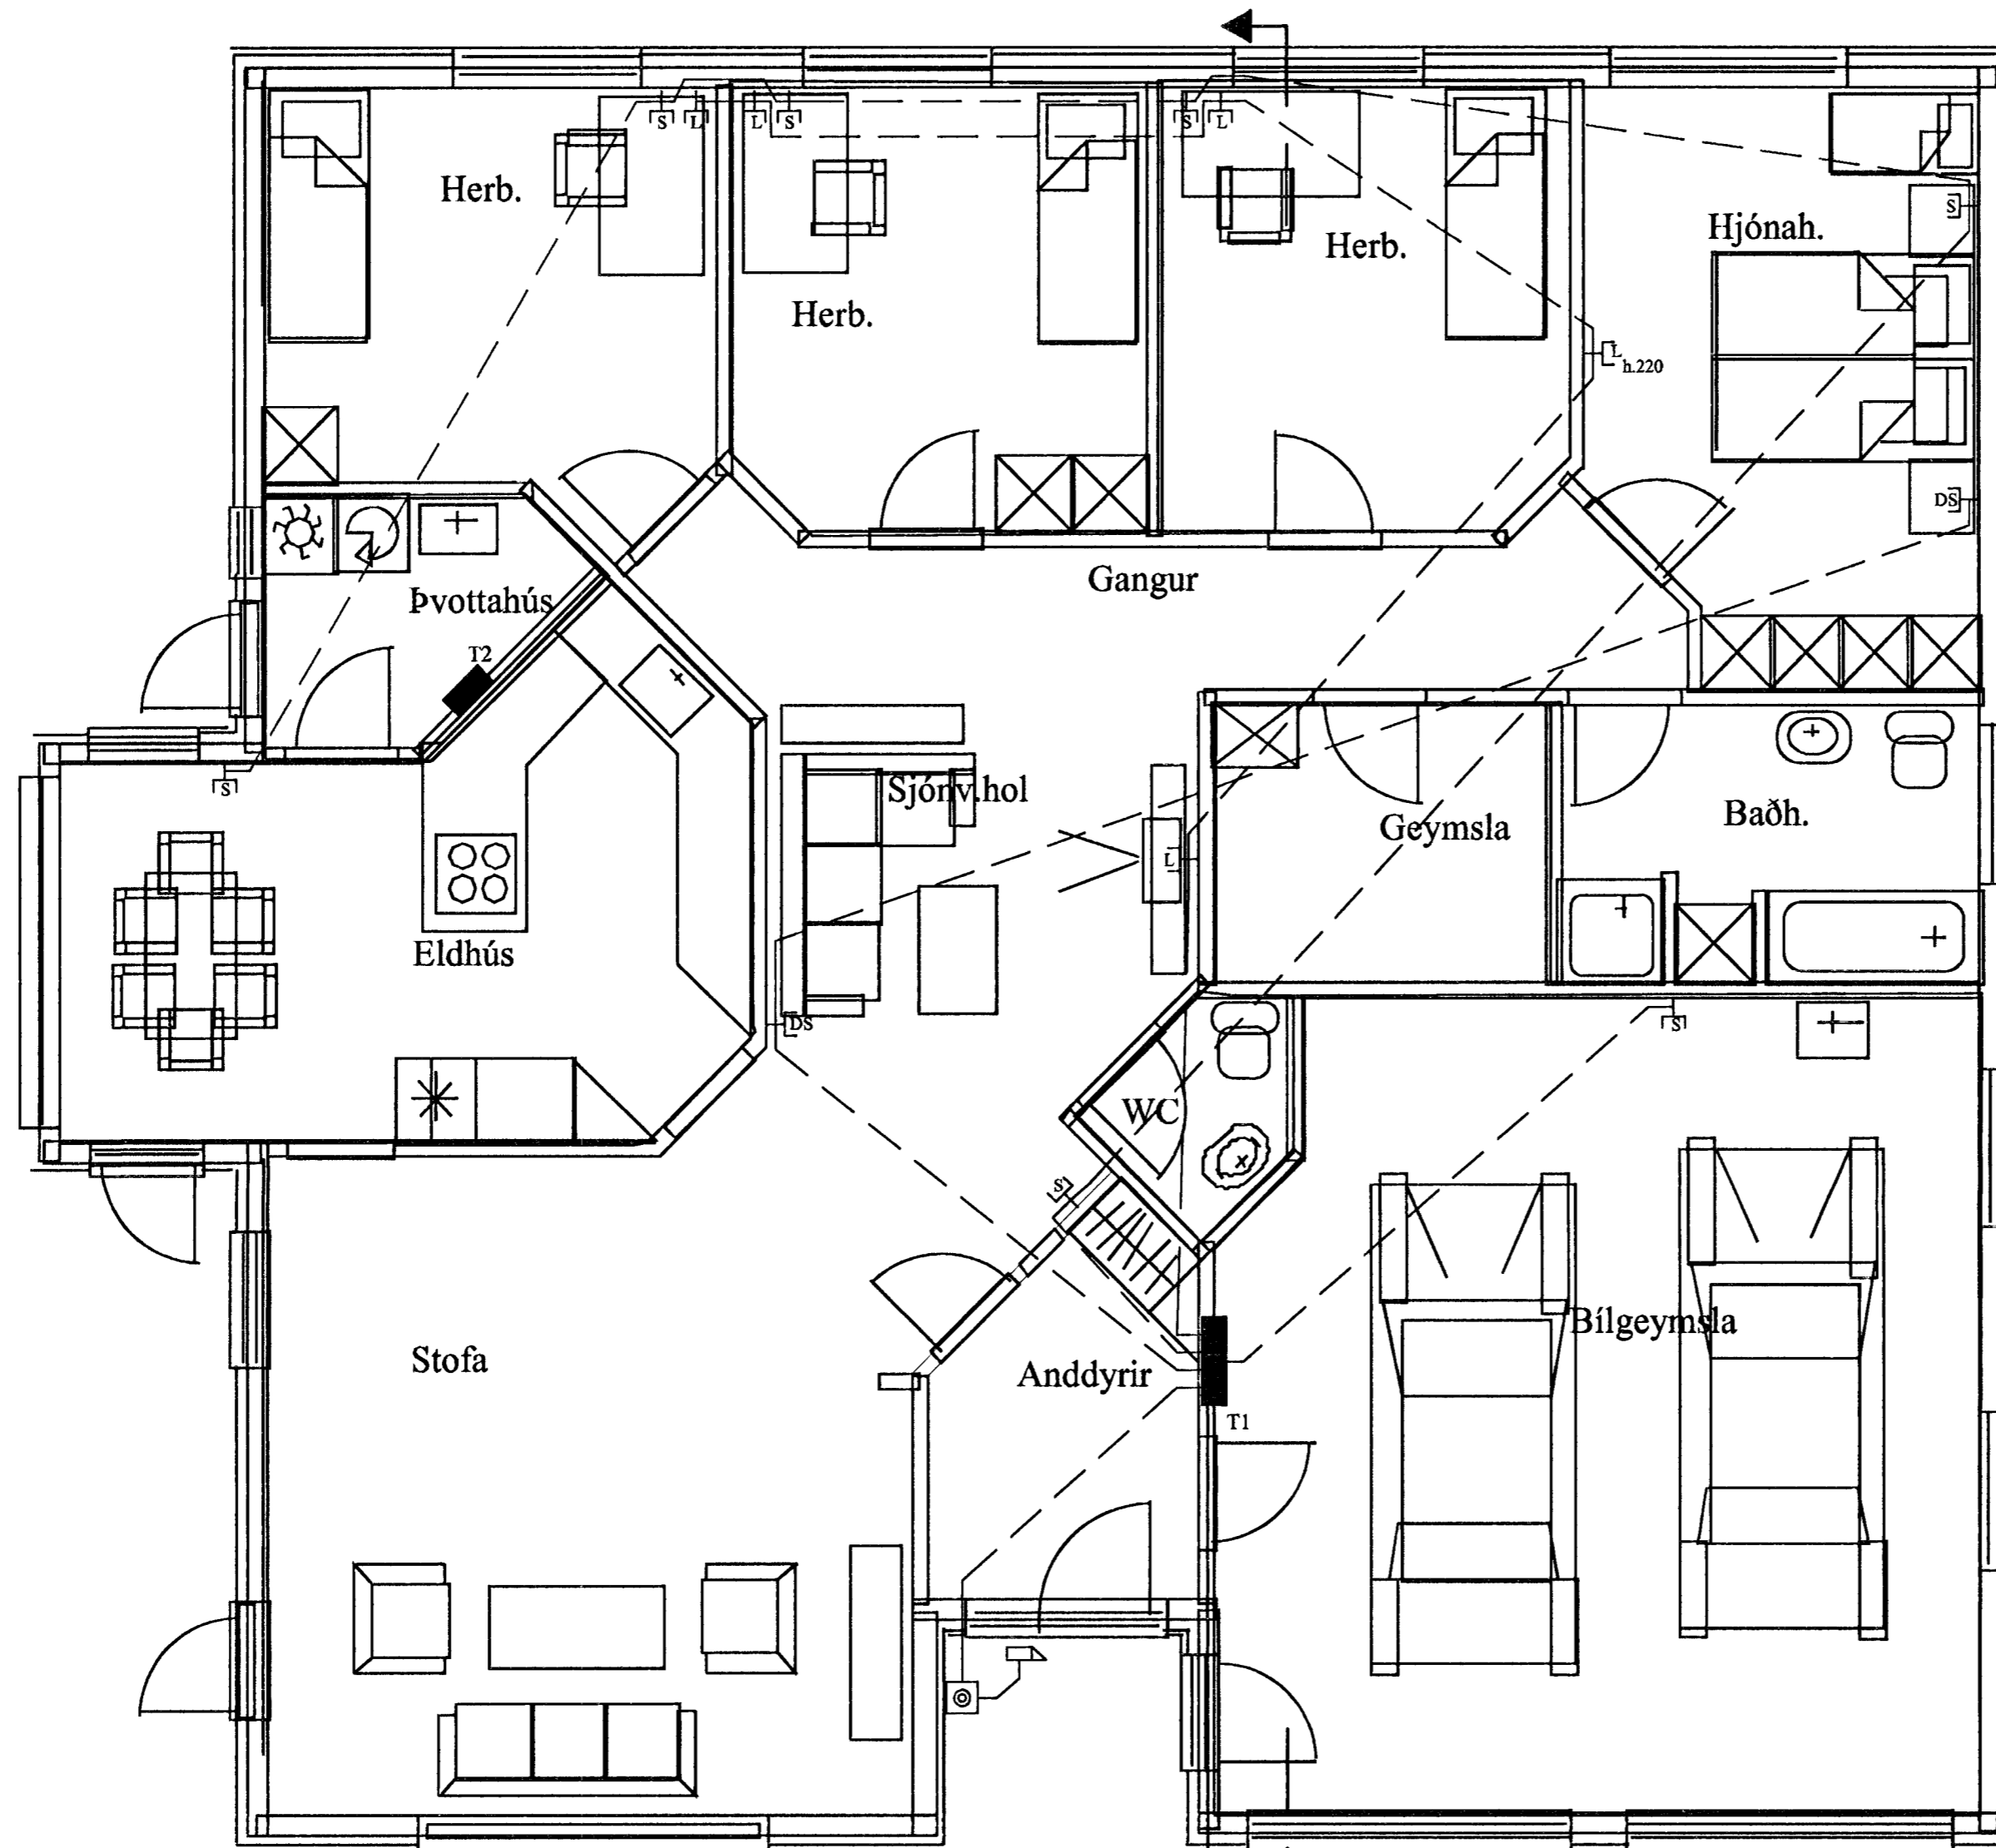 S
L
L
S
S
L
Herb.
S
Hjónah.
Herb.
Herb.
L
h.220
DS
Gangur
Þvottahús
T2
S
Sjónv.hol
L
Geymsla
Baðh.
Eldhús
DS
S
WC
S
Bílgeymsla
Stofa
Anddyrir
T1